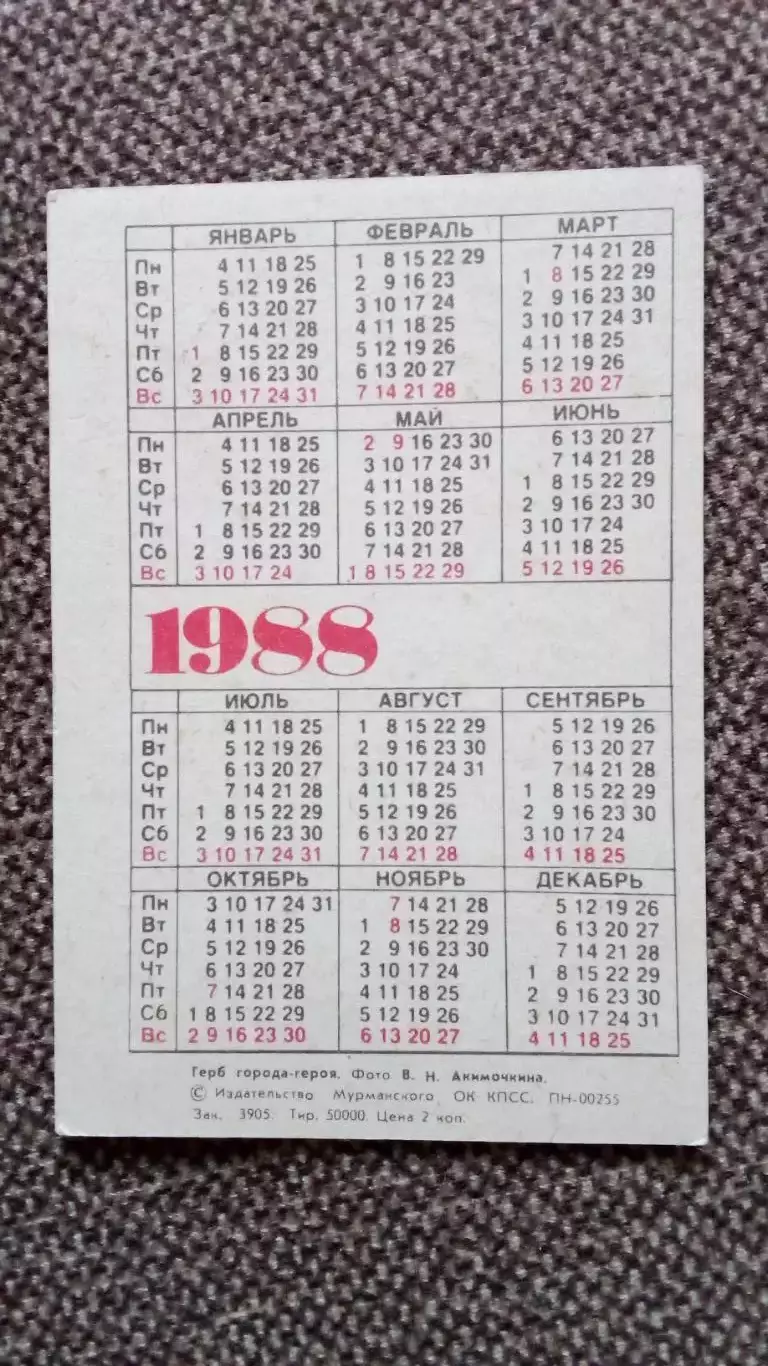 ЯНВАРЬ ФЕВРАЛЬ МАРТ
Пн 4 11 18 25 1 8 15 22 29 7 14 21 28
Вт 5 12 19 26 2 9 16 23 1 8 15 22 29
Ср 6 13 20 27 3 10 17 24 2 9 16 23 30
Чт 7 14 21 28 4 11 18 25 3 10 17 24 31
Пт 1 8 15 22 29 5 12 19 26 4 11 18 25
Сб 2 9 16 23 30 6 13 20 27 5 12 19 26
Вс 3 10 17 24 31 7 14 21 28 6 13 20 27
АПРЕЛЬ МАЙ ИЮНЬ
Пн 4 11 18 25 2 9 16 23 30 6 13 20 27
Вт 5 12 19 26 3 10 17 24 31 7 14 21 28
Ср 6 13 20 27 4 11 18 25 1 8 15 22 29
Чт 7 14 21 28 5 12 19 26 2 9 16 23 30
Пт 1 8 15 22 29 6 13 20 27 3 10 17 24
Сб 2 9 16 23 30 7 14 21 28 4 11 18 25
Вс 3 10 17 24 1 8 15 22 29 5 12 19 26
1988
ИЮЛЬ АВГУСТ СЕНТЯБРЬ
Пн 4 11 18 25 1 8 15 22 29 5 12 19 26
Вт 5 12 19 26 2 9 16 23 30 6 13 20 27
Ср 6 13 20 27 3 10 17 24 31 7 14 21 28
Чт 7 14 21 28 4 11 18 25 1 8 15 22 29
Пт 1 8 15 22 29 5 12 19 26 2 9 16 23 30
Сб 2 9 16 23 30 6 13 20 27 3 10 17 24
Вс 3 10 17 24 31 7 14 21 28 4 11 18 25
ОКТЯБРЬ НОЯБРЬ ДЕКАБРЬ
Пн 3 10 17 24 31 7 14 21 28 5 12 19 26
Вт 4 11 18 25 1 8 15 22 29 6 13 20 27
Ср 5 12 19 26 2 9 16 23 30 7 14 21 28
Чт 6 13 20 27 3 10 17 24 1 8 15 22 29
Пт 7 14 21 28 4 11 18 25 2 9 16 23 30
Сб 1 8 15 22 29 5 12 19 26 3 10 17 24 31
Вс 2 9 16 23 30 6 13 20 27 4 11 18 25
Герб города-героя. Фото В. Н. Акимочкина.
© Издательство Мурманского ОК КПСС. ПН-00255
Зак. 3905. Тир. 50000. Цена 2 коп.